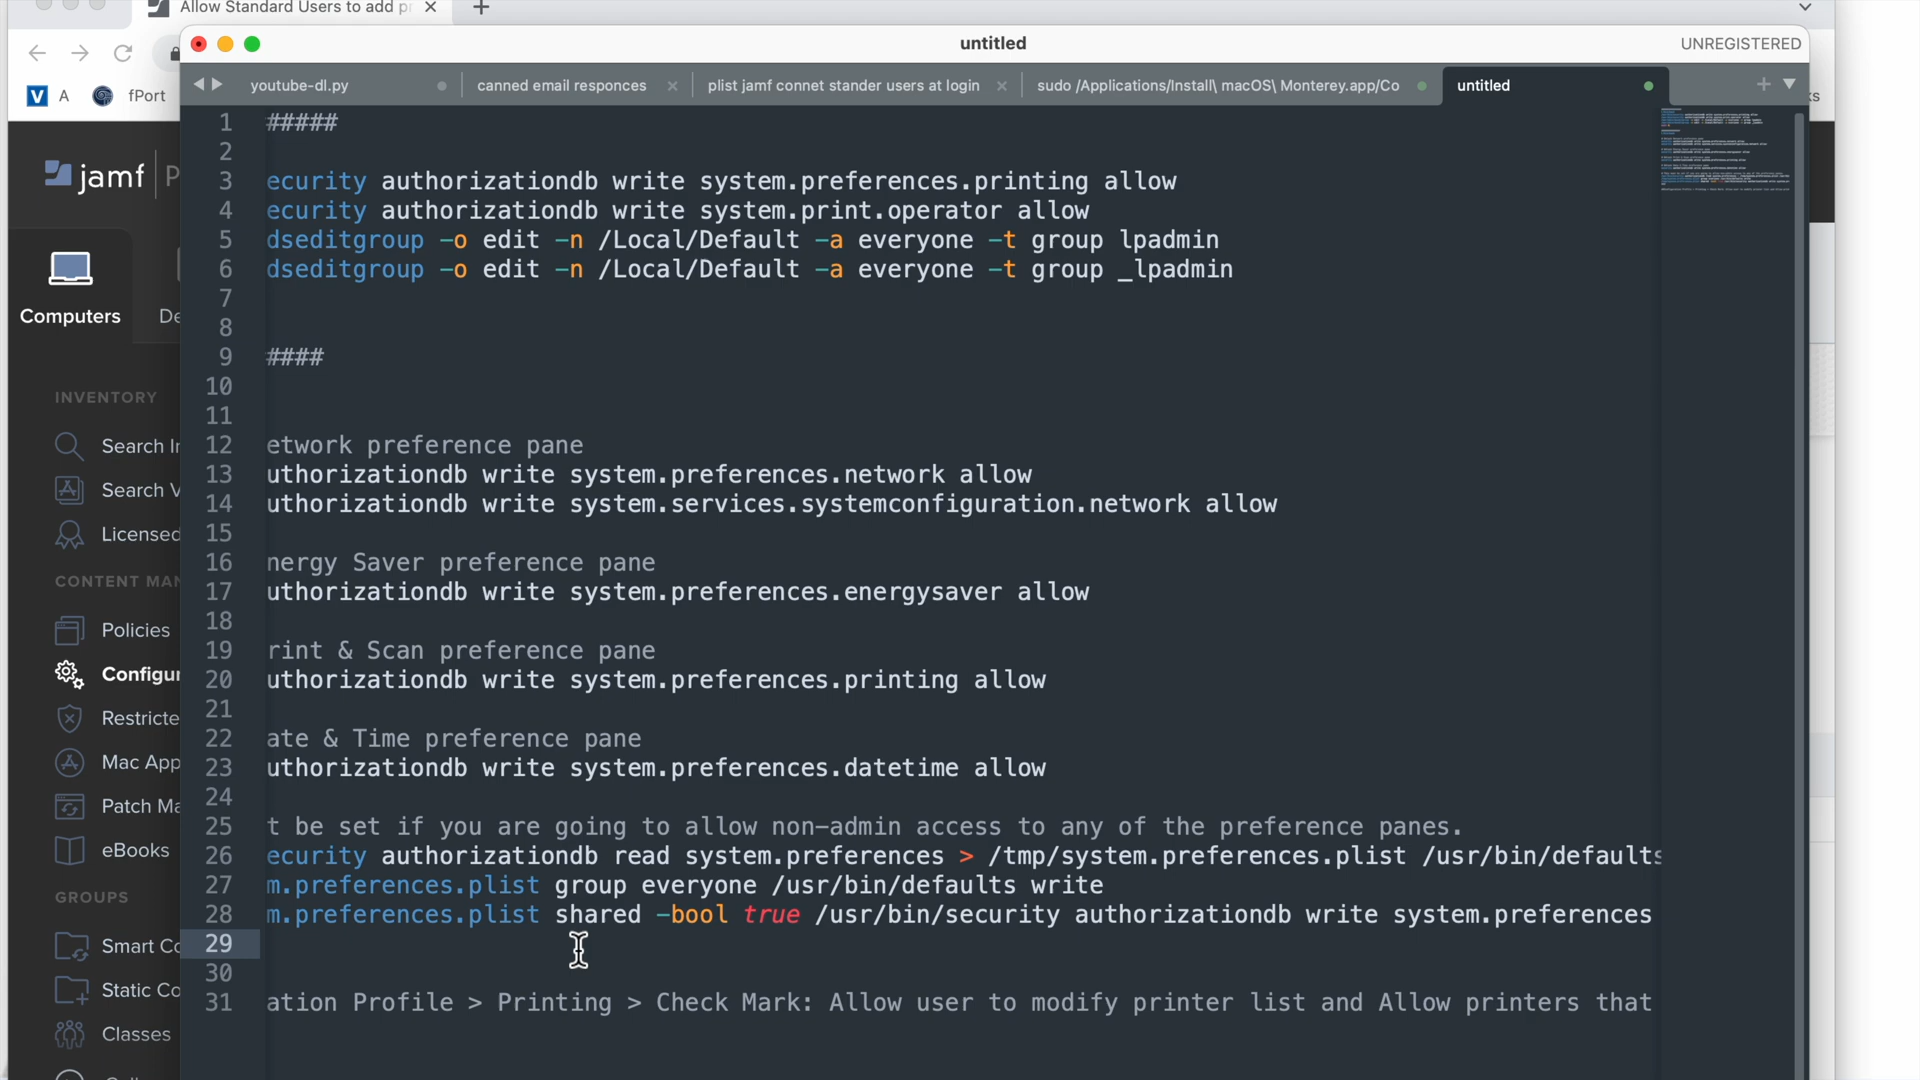 Allow Standard Users to add
untitled
UNREGISTERED
A
fPort
youtube-dl.py
canned email responces
plist jamf connet stander users at login
sudo /Applications/Install\ macOS\ Monterey.app/Co
untitled
jamf
P
Computers
De
INVENTORY
Search In
Search V
Licensed
CONTENT MAN
Policies
Configur
Restricte
Mac App
Patch Ma
eBooks
GROUPS
Smart Co
Static Co
Classes
1 #####
2
3 ecurity authorizationdb write system.preferences.printing allow
4 ecurity authorizationdb write system.print.operator allow
5 dseditgroup -o edit -n /Local/Default -a everyone -t group lpadmin
6 dseditgroup -o edit -n /Local/Default -a everyone -t group _lpadmin
7
8
9 ####
10
11
12 etwork preference pane
13 uthorizationdb write system.preferences.network allow
14 uthorizationdb write system.services.systemconfiguration.network allow
15
16 nergy Saver preference pane
17 uthorizationdb write system.preferences.energysaver allow
18
19 rint & Scan preference pane
20 uthorizationdb write system.preferences.printing allow
21
22 ate & Time preference pane
23 uthorizationdb write system.preferences.datetime allow
24
25 t be set if you are going to allow non-admin access to any of the preference panes.
26 ecurity authorizationdb read system.preferences > /tmp/system.preferences.plist /usr/bin/defaults
27 m.preferences.plist group everyone /usr/bin/defaults write
28 m.preferences.plist shared -bool true /usr/bin/security authorizationdb write system.preferences
29
30
31 ation Profile > Printing > Check Mark: Allow user to modify printer list and Allow printers that